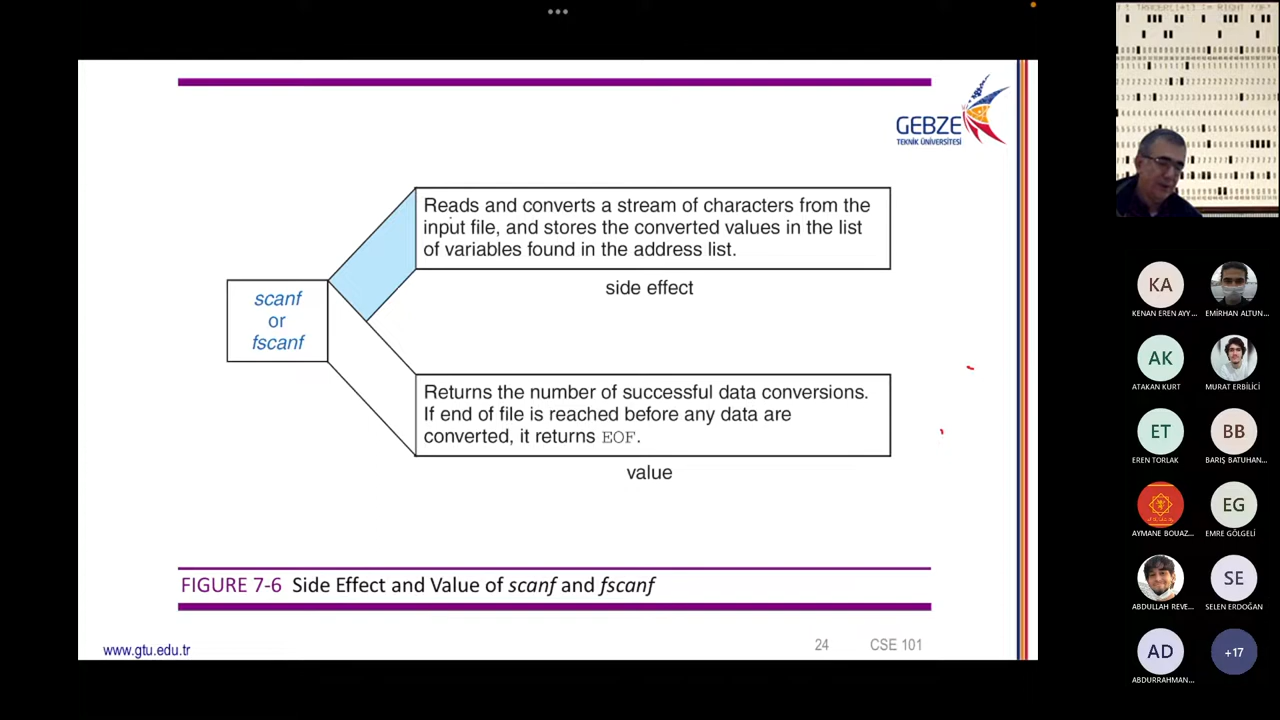 GEBZE
TEKNİK ÜNİVERSİTESİ
Reads and converts a stream of characters from the
input file, and stores the converted values in the list
of variables found in the address list.
side effect
scanf
or
fscanf
Returns the number of successful data conversions.
If end of file is reached before any data are
converted, it returns EOF.
value
FIGURE 7-6 Side Effect and Value of scanf and fscanf
www.gtu.edu.tr
24
CSE 101
KA
KENAN EREN AYY...
EMİRHAN ALTUN...
AK
ATAKAN KURT
MURAT ERBİLİCİ
ET
EREN TORLAK
BB
BARIŞ BATUHAN...
AYMANE BOUAZ...
EG
EMRE GÖLGELİ
ABDULLAH REVE...
SE
SELEN ERDOĞAN
AD
ABDURRAHMAN...
+17